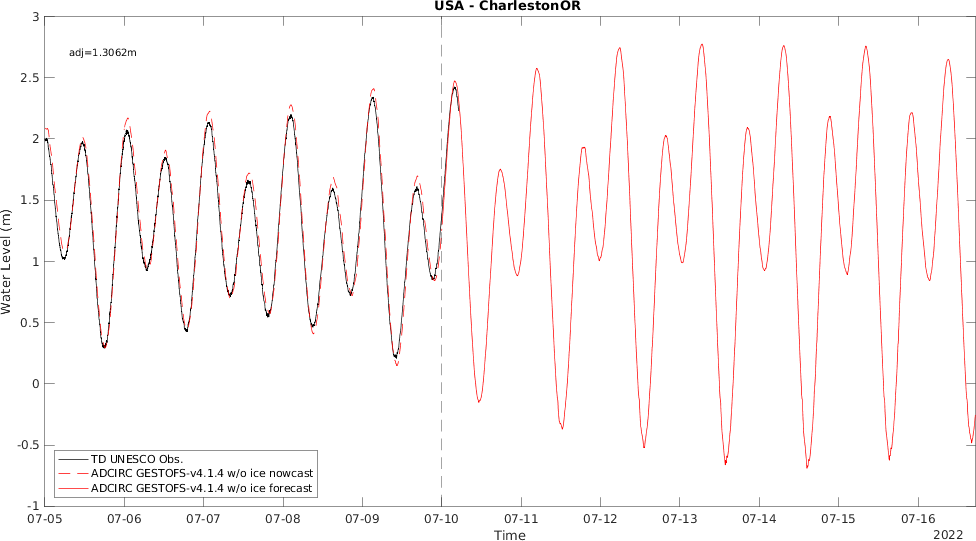 USA - CharlestonOR
adj=1.3062m
3
2.5
2
1.5
1
0.5
0
-0.5
-1
Water Level (m)
TD UNESCO Obs.
ADCIRC GESTOFS-v4.1.4 w/o ice nowcast
ADCIRC GESTOFS-v4.1.4 w/o ice forecast
07-05 07-06 07-07 07-08 07-09 07-10 07-11 07-12 07-13 07-14 07-15 07-16
Time
2022